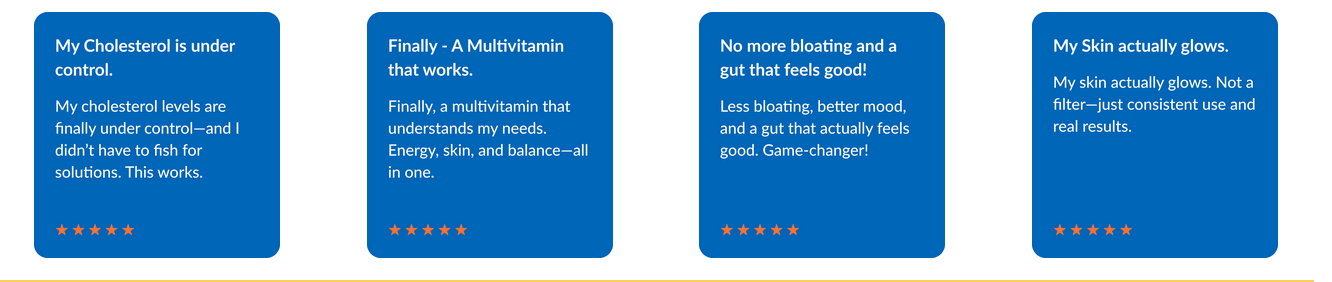 My Cholesterol is under
control.
My cholesterol levels are
finally under control—and I
didn’t have to fish for
solutions. This works.
Finally - A Multivitamin
that works.
Finally, a multivitamin that
understands my needs.
Energy, skin, and balance—all
in one.
No more bloating and a
gut that feels good!
Less bloating, better mood,
and a gut that actually feels
good. Game-changer!
My Skin actually glows.
My skin actually glows. Not a
filter—just consistent use and
real results.